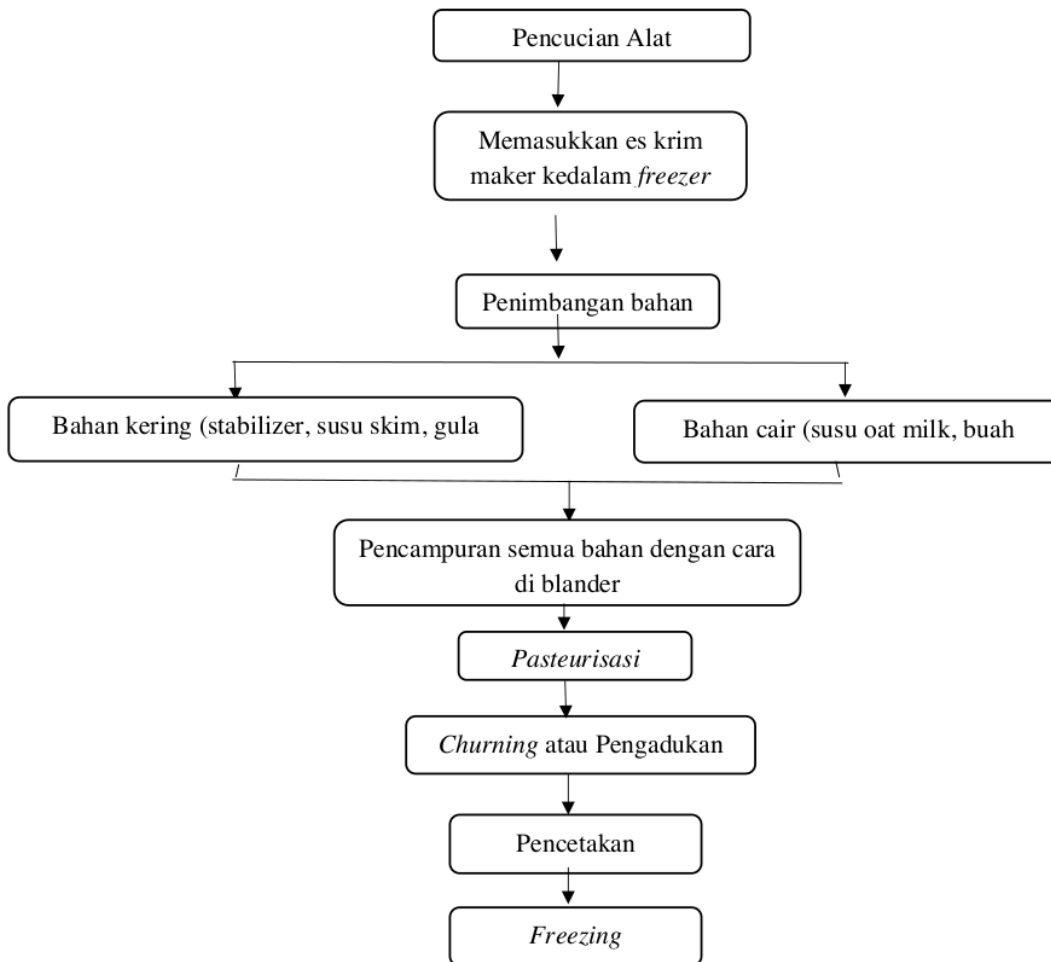 Pencucian Alat
Memasukkan es krim
maker kedalam freezer
Penimbangan bahan
Bahan kering (stabilizer, susu skim, gula
Bahan cair (susu oat milk, buah
Pencampuran semua bahan dengan cara
di blander
Pasteurisasi
Churning atau Pengadukan
Pencetakan
Freezing